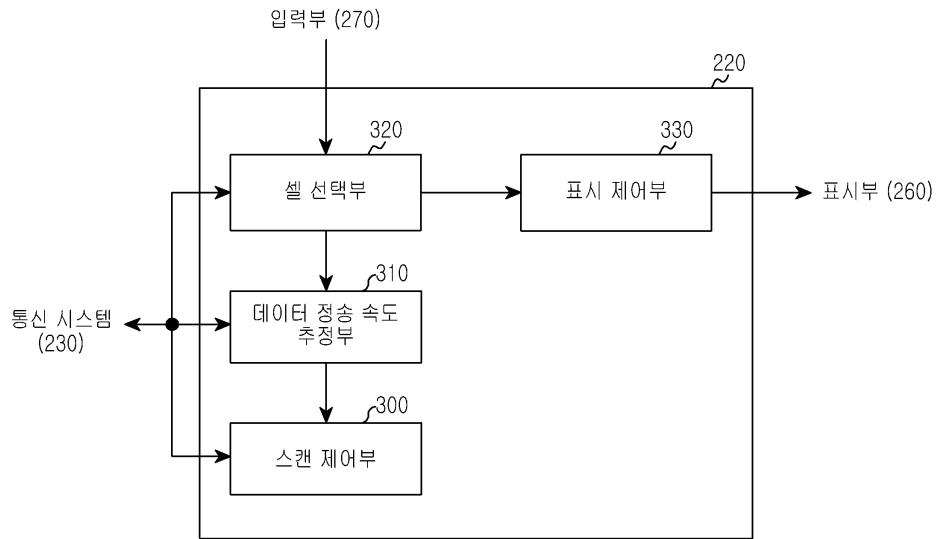 입력부 (270)
220
320
330
셀 선택부
표시 제어부
표시부 (260)
310
데이터 정송 속도
추정부
통신 시스템
(230)
300
스캔 제어부